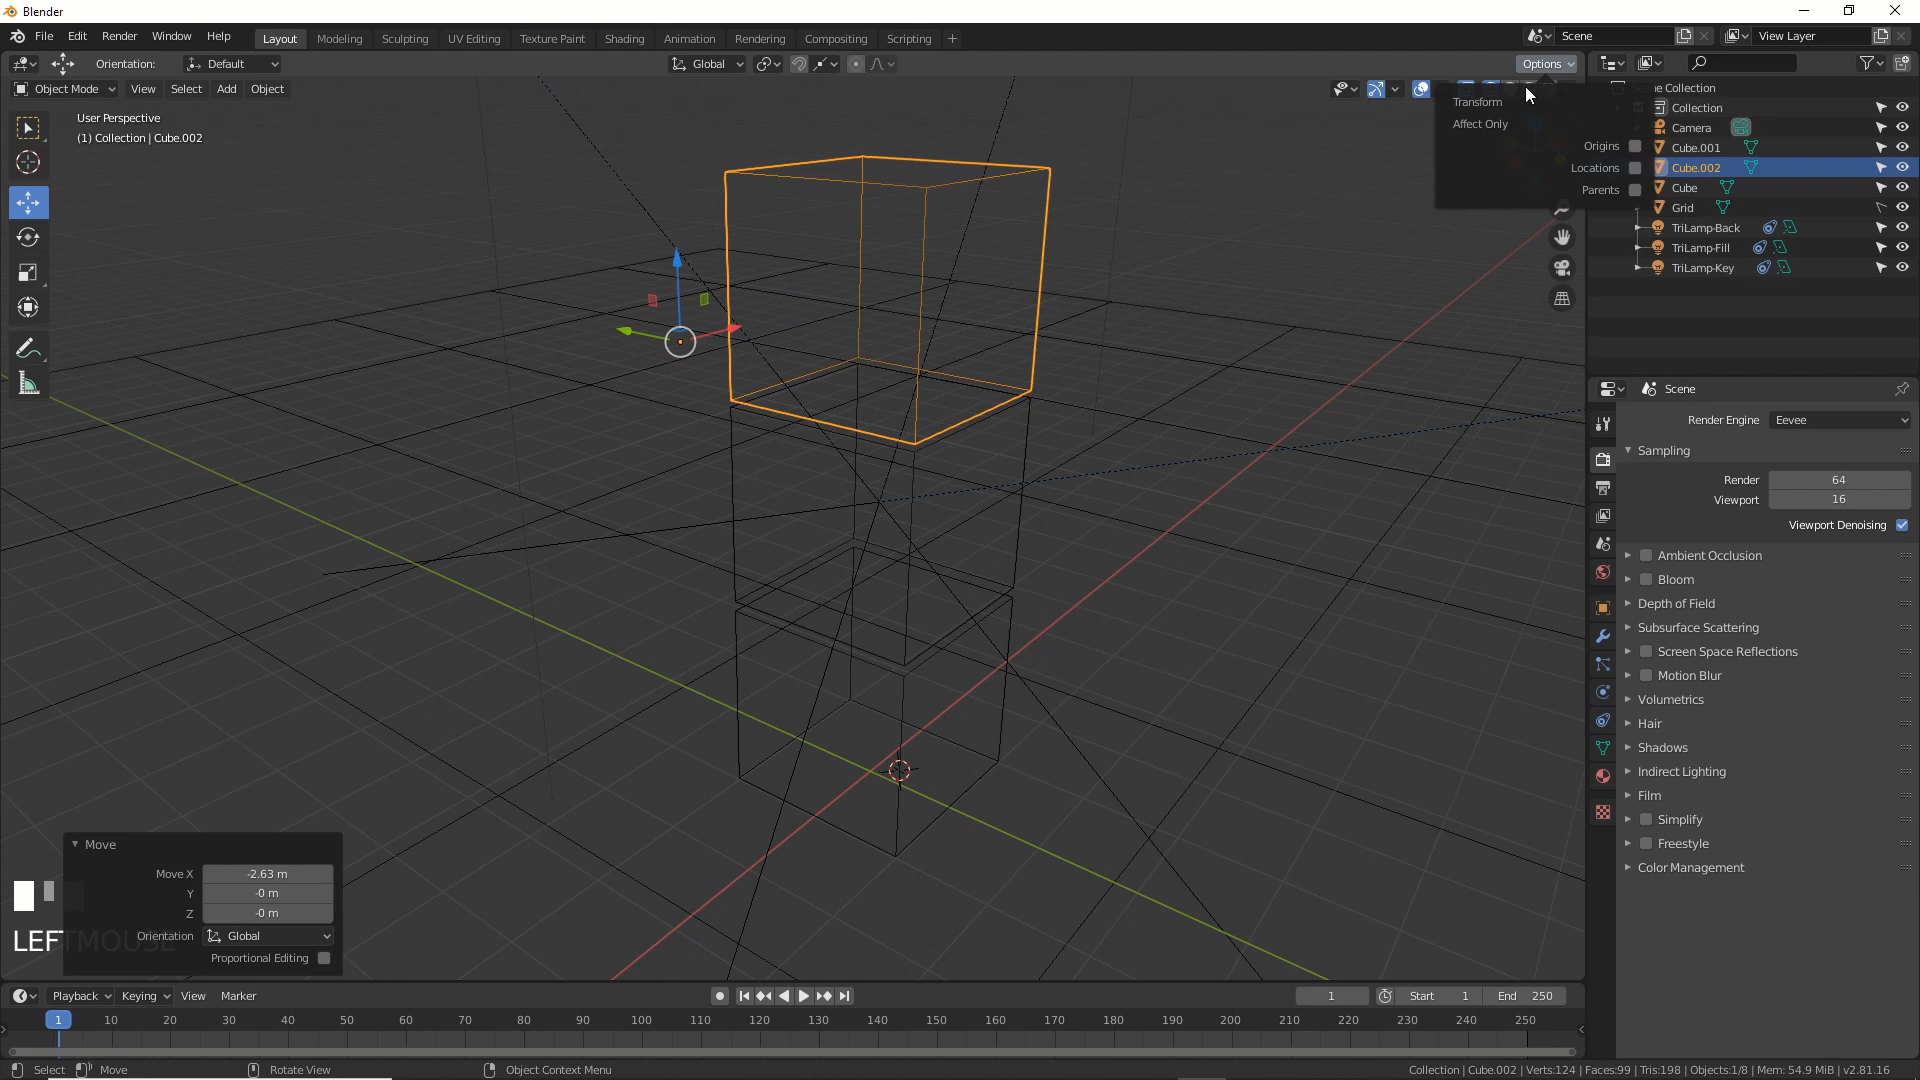 Blender
File Edit Render Window Help Layout Modeling Sculpting UV Editing Texture Paint Shading Animation Rendering Compositing Scripting + Scene View Layer
Orientation: Default Global Options
Object Mode View Select Add Object
User Perspective
(1) Collection | Cube.002
Transform
Affect Only
Origins
Locations
Parents
ne Collection
Collection
Camera
Cube.001
Cube.002
Cube
Grid
TriLamp-Back
TriLamp-Fill
TriLamp-Key
Scene
Render Engine Eevee
Sampling
Render 64
Viewport 16
Viewport Denoising
Ambient Occlusion
Bloom
Depth of Field
Subsurface Scattering
Screen Space Reflections
Motion Blur
Volumetrics
Hair
Shadows
Indirect Lighting
Film
Simplify
Freestyle
Color Management
Move
Move X -2.63 m
Y -0 m
Z -0 m
Orientation Global
Proportional Editing
LEFTMOUSE
Playback Keying View Marker 1 Start 1 End 250
1 10 20 30 40 50 60 70 80 90 100 110 120 130 140 150 160 170 180 190 200 210 220 230 240 250
Select Move Rotate View Object Context Menu Collection | Cube.002 | Verts:124 | Faces:99 | Tris:198 | Objects:1/8 | Mem: 54.9 MiB | v2.81.16